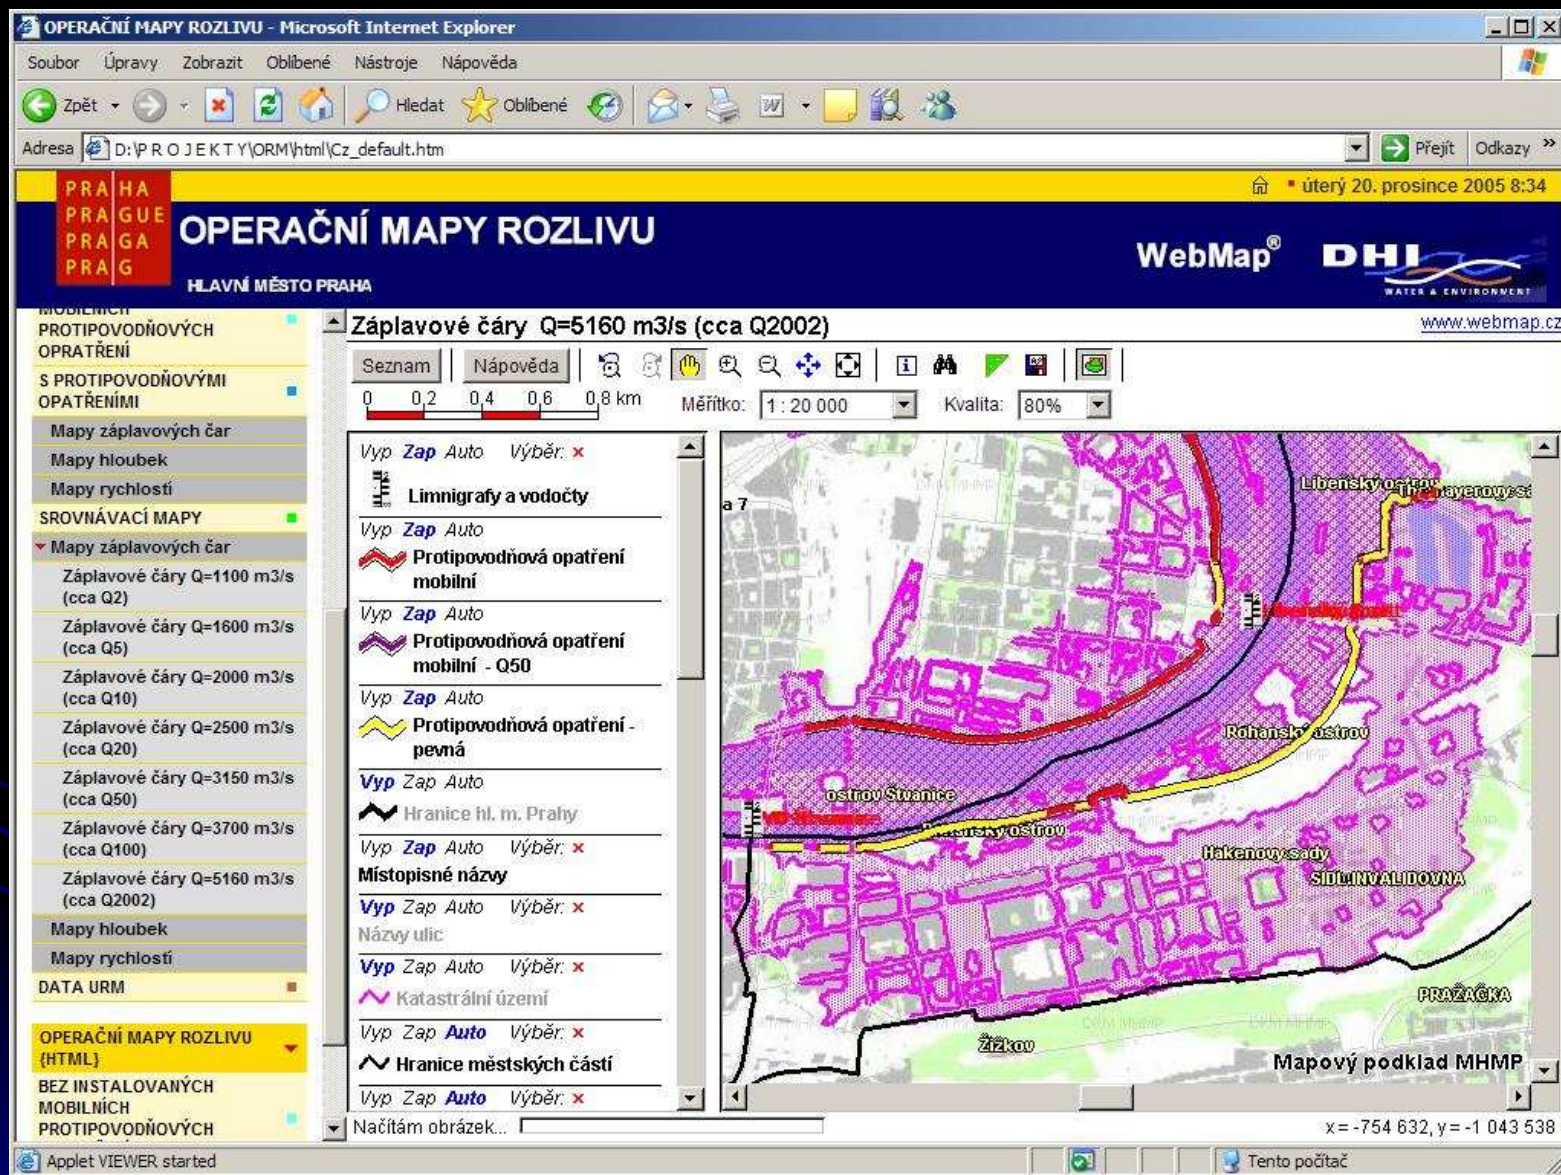 OPERAČNÍ MAPY ROZLIVU - Microsoft Internet Explorer
Soubor Úpravy Zobrazit Oblíbené Nástroje Nápověda
Zpět Hledat Oblíbené
Adresa D:\P R O J E K T Y\ORM\html\Cz_default.htm Přejít Odkazy »
úterý 20. prosince 2005 8:34
PRA HA
PRA GUE
PRA GA
PRA G
OPERAČNÍ MAPY ROZLIVU
HLAVNÍ MĚSTO PRAHA
WebMap®
DHI
WATER & ENVIRONMENT
MOBILNÍCH
PROTIPOVODŇOVÝCH
OPRATŘENÍ
S PROTIPOVODŇOVÝMI
OPATŘENÍMI
Mapy záplavových čar
Mapy hloubek
Mapy rychlostí
SROVNÁVACÍ MAPY
Mapy záplavových čar
Záplavové čáry Q=1100 m3/s
(cca Q2)
Záplavové čáry Q=1600 m3/s
(cca Q5)
Záplavové čáry Q=2000 m3/s
(cca Q10)
Záplavové čáry Q=2500 m3/s
(cca Q20)
Záplavové čáry Q=3150 m3/s
(cca Q50)
Záplavové čáry Q=3700 m3/s
(cca Q100)
Záplavové čáry Q=5160 m3/s
(cca Q2002)
Mapy hloubek
Mapy rychlostí
DATA URM
OPERAČNÍ MAPY ROZLIVU
(HTML)
BEZ INSTALOVANÝCH
MOBILNÍCH
PROTIPOVODŇOVÝCH
Záplavové čáry Q=5160 m3/s (cca Q2002)
www.webmap.cz
Seznam Nápověda
0 0,2 0,4 0,6 0,8 km
Měřítko: 1 : 20 000 Kvalita: 80%
Vyp Zap Auto Výběr: ×
Limnigrafy a vodočty
Vyp Zap Auto
Protipovodňová opatření
mobilní
Vyp Zap Auto
Protipovodňová opatření
mobilní - Q50
Vyp Zap Auto
Protipovodňová opatření -
pevná
Vyp Zap Auto
Hranice hl. m. Prahy
Vyp Zap Auto Výběr: ×
Místopisné názvy
Vyp Zap Auto Výběr: ×
Názvy ulic
Vyp Zap Auto Výběr: ×
Katastrální území
Vyp Zap Auto Výběr: ×
Hranice městských částí
Vyp Zap Auto Výběr: ×
a 7
Libeňský ostrov
Rohanský ostrov
ostrov Štvanice
Hakenovy sady
SÍDL.INVALIDOVNA
PRAŽAČKA
Žižkov
Mapový podklad MHMP
Načítám obrázek...
x = -754 632, y = -1 043 538
Applet VIEWER started
Tento počítač